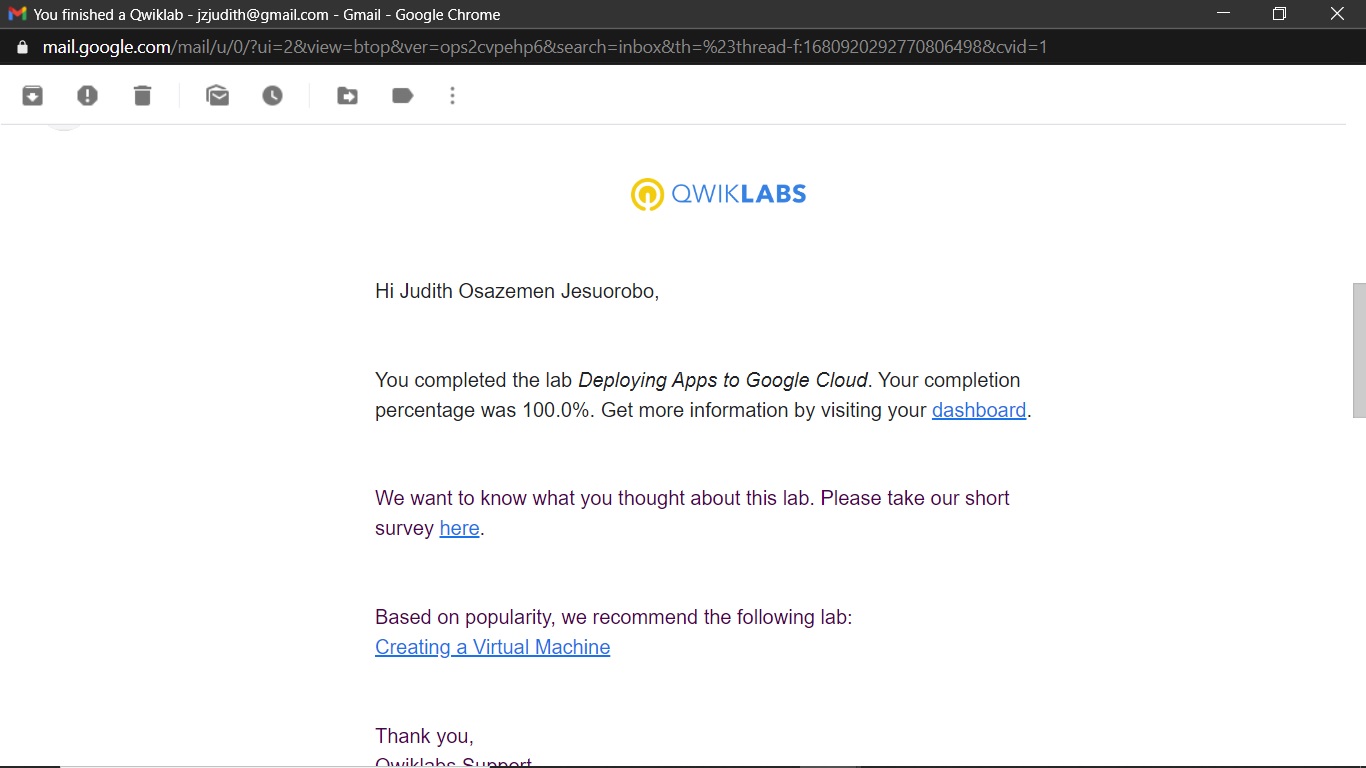 You finished a Qwiklab - jzjudith@gmail.com - Gmail - Google Chrome
mail.google.com/mail/u/0/?ui=2&view=btop&ver=ops2cvpehp6&search=inbox&th=%23thread-f:1680920292770806498&cvid=1
QWIKLABS
Hi Judith Osazemen Jesuorobo,
You completed the lab Deploying Apps to Google Cloud. Your completion
percentage was 100.0%. Get more information by visiting your dashboard.
We want to know what you thought about this lab. Please take our short
survey here.
Based on popularity, we recommend the following lab:
Creating a Virtual Machine
Thank you,
Qwiklabs Support